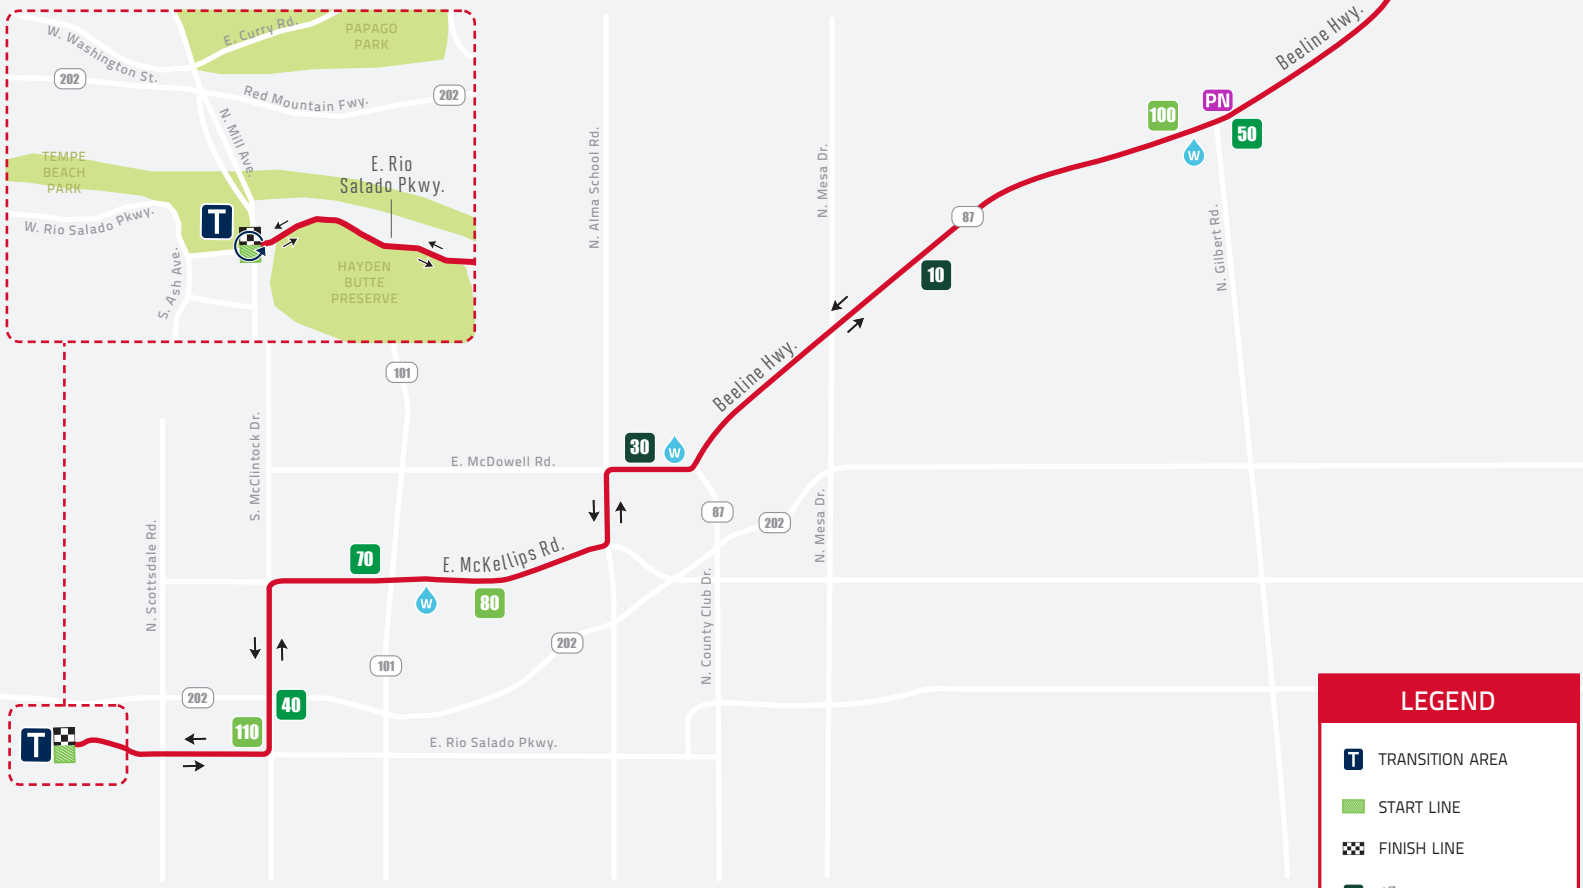 W. Washington St.
E. Curry Rd.
PAPAGO
PARK
202
Red Mountain Fwy.
202
N. Mill Ave.
TEMPE
BEACH
PARK
E. Rio
Salado Pkwy.
W. Rio Salado Pkwy.
T
S. Ash Ave.
HAYDEN
BUTTE
PRESERVE
Beeline Hwy.
PN
100
50
W
N. Alma School Rd.
N. Mesa Dr.
87
N. Gilbert Rd.
10
Beeline Hwy.
101
S. McClintock Dr.
E. McDowell Rd.
30
W
87
202
N. Mesa Dr.
N. Scottsdale Rd.
70
E. McKellips Rd.
W
80
N. County Club Dr.
202
101
202
40
110
T
E. Rio Salado Pkwy.
LEGEND
T TRANSITION AREA
START LINE
FINISH LINE